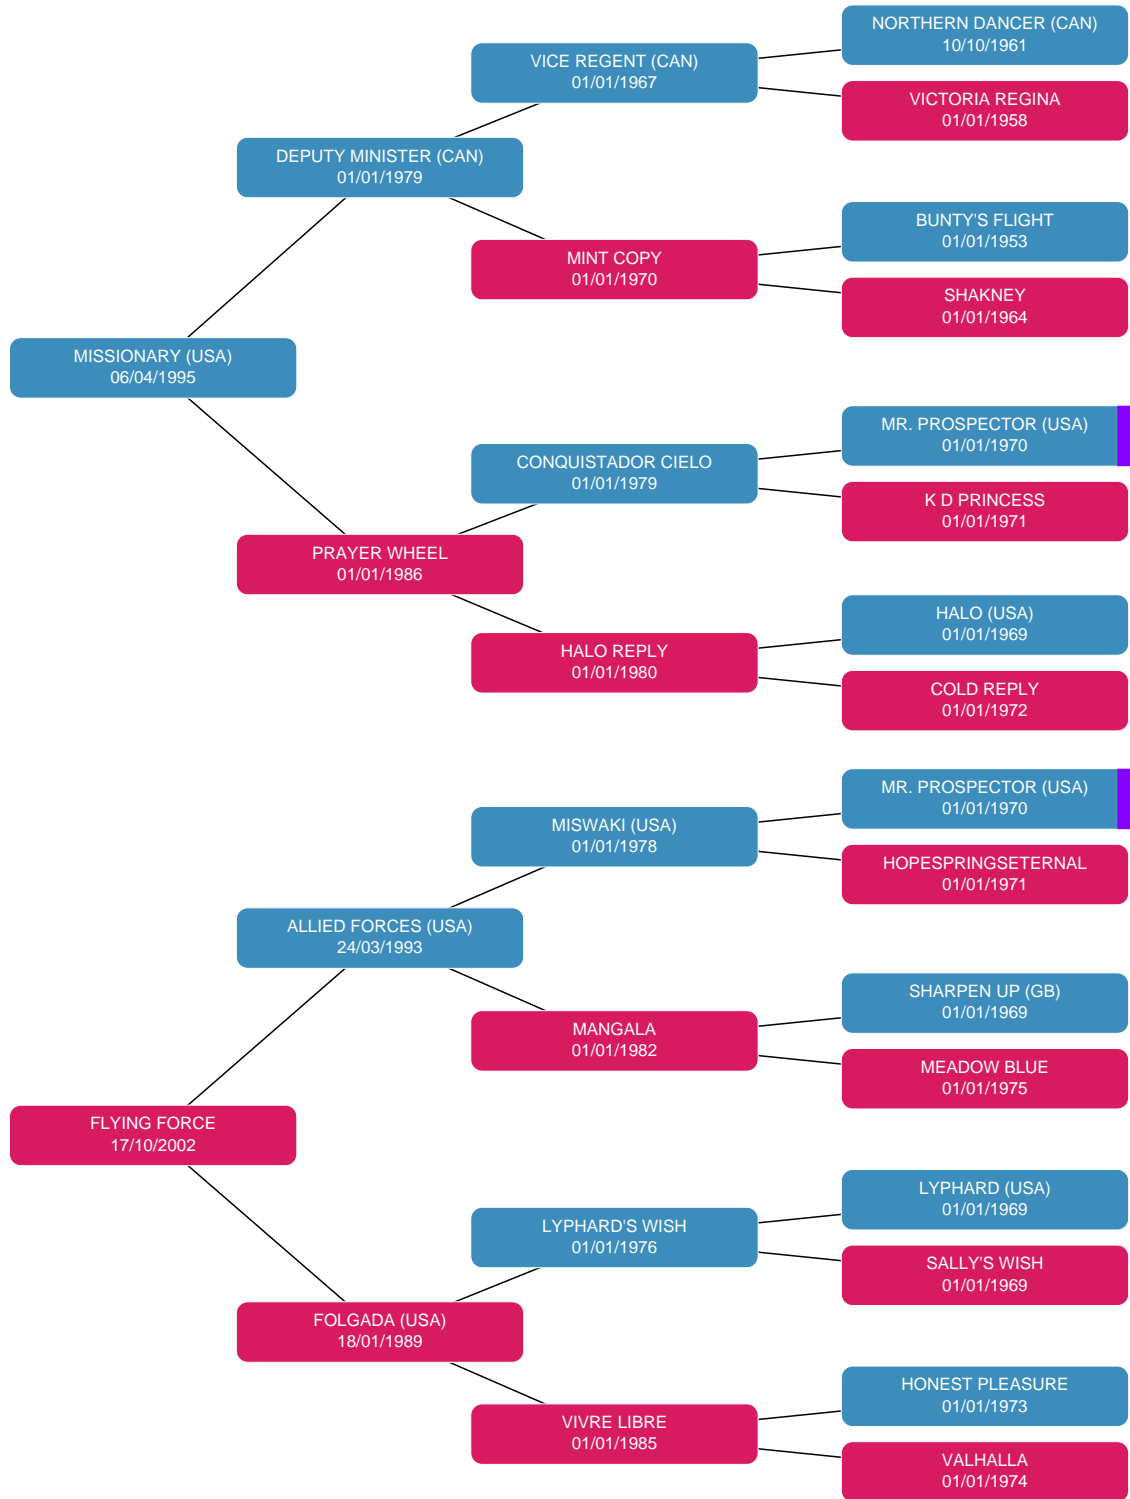 NORTHERN DANCER (CAN)
10/10/1961
VICE REGENT (CAN)
01/01/1967
VICTORIA REGINA
01/01/1958
DEPUTY MINISTER (CAN)
01/01/1979
BUNTY'S FLIGHT
01/01/1953
MINT COPY
01/01/1970
SHAKNEY
01/01/1964
MISSIONARY (USA)
06/04/1995
MR. PROSPECTOR (USA)
01/01/1970
CONQUISTADOR CIELO
01/01/1979
K D PRINCESS
01/01/1971
PRAYER WHEEL
01/01/1986
HALO (USA)
01/01/1969
HALO REPLY
01/01/1980
COLD REPLY
01/01/1972
MR. PROSPECTOR (USA)
01/01/1970
MISWAKI (USA)
01/01/1978
HOPESPRINGSETERNAL
01/01/1971
ALLIED FORCES (USA)
24/03/1993
SHARPEN UP (GB)
01/01/1969
MANGALA
01/01/1982
MEADOW BLUE
01/01/1975
FLYING FORCE
17/10/2002
LYPHARD (USA)
01/01/1969
LYPHARD'S WISH
01/01/1976
SALLY'S WISH
01/01/1969
FOLGADA (USA)
18/01/1989
HONEST PLEASURE
01/01/1973
VIVRE LIBRE
01/01/1985
VALHALLA
01/01/1974